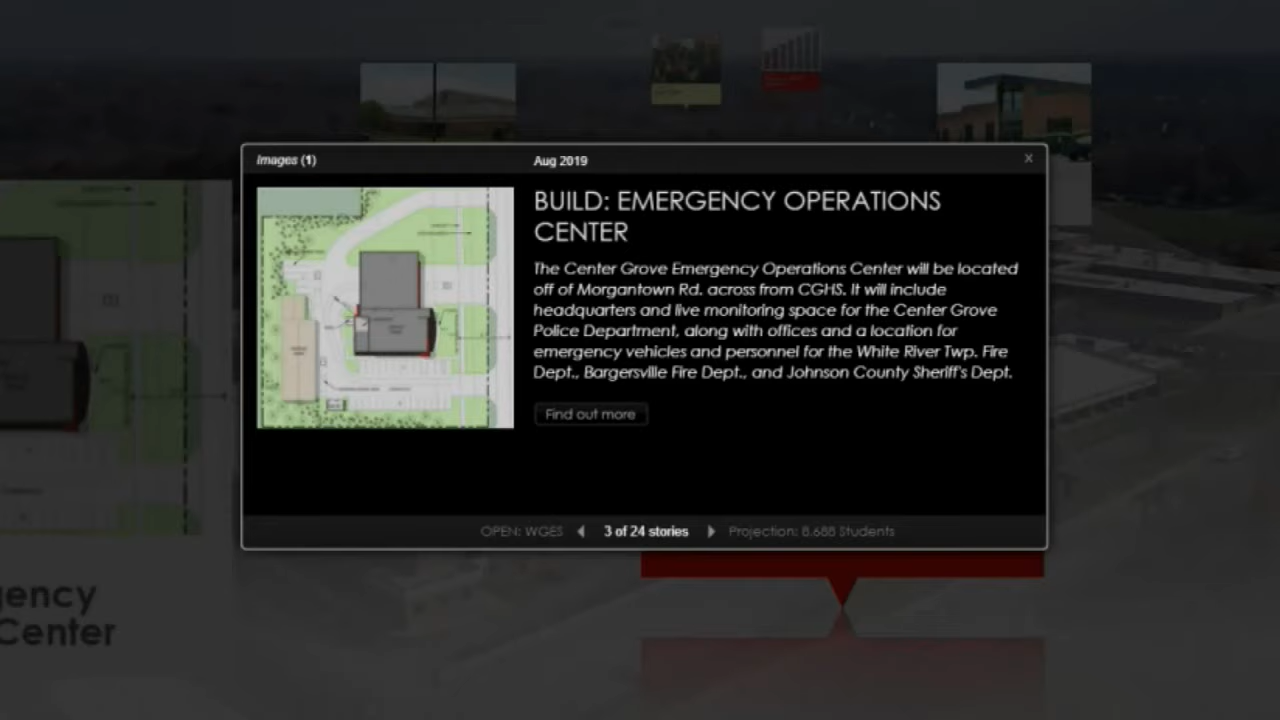 Images (1)
Aug 2019
x
BUILD: EMERGENCY OPERATIONS
CENTER
The Center Grove Emergency Operations Center will be located
off of Morgantown Rd. across from CGHS. It will include
headquarters and live monitoring space for the Center Grove
Police Department, along with offices and a location for
emergency vehicles and personnel for the White River Twp. Fire
Dept., Bargersville Fire Dept., and Johnson County Sheriff's Dept.
Find out more
OPEN: WGES
3 of 24 stories
Projection: 8,688 Students
gency
Center